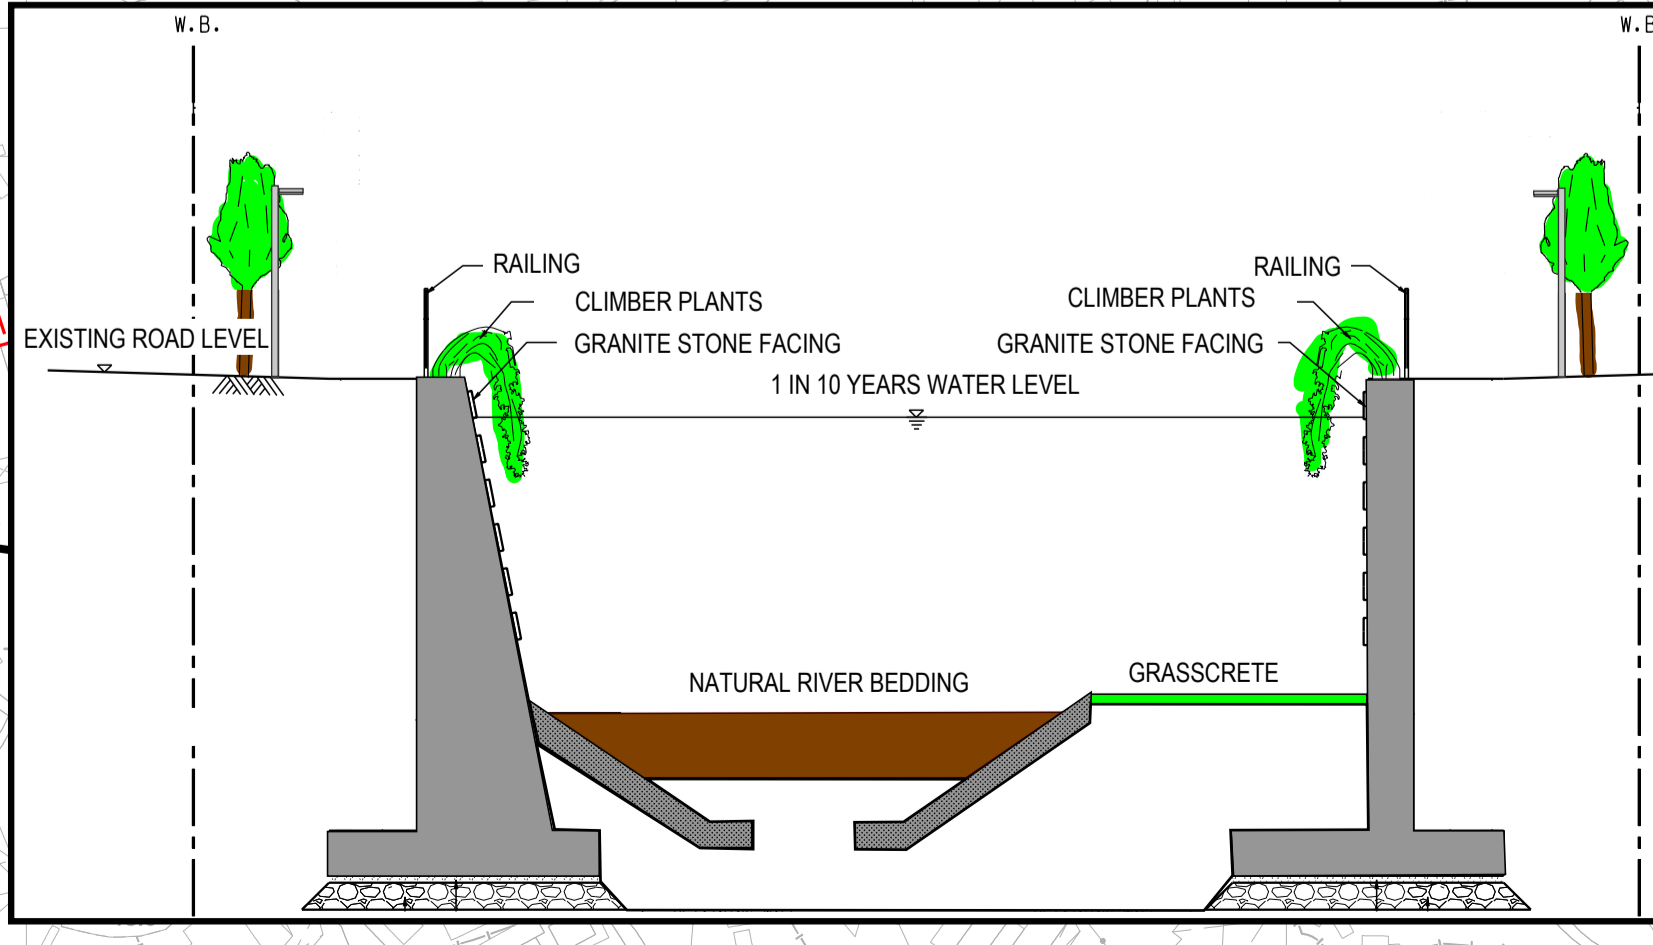 W.B.
W.B
RAILING
RAILING
CLIMBER PLANTS
CLIMBER PLANTS
EXISTING ROAD LEVEL
GRANITE STONE FACING
GRANITE STONE FACING
1 IN 10 YEARS WATER LEVEL
NATURAL RIVER BEDDING
GRASSCRETE